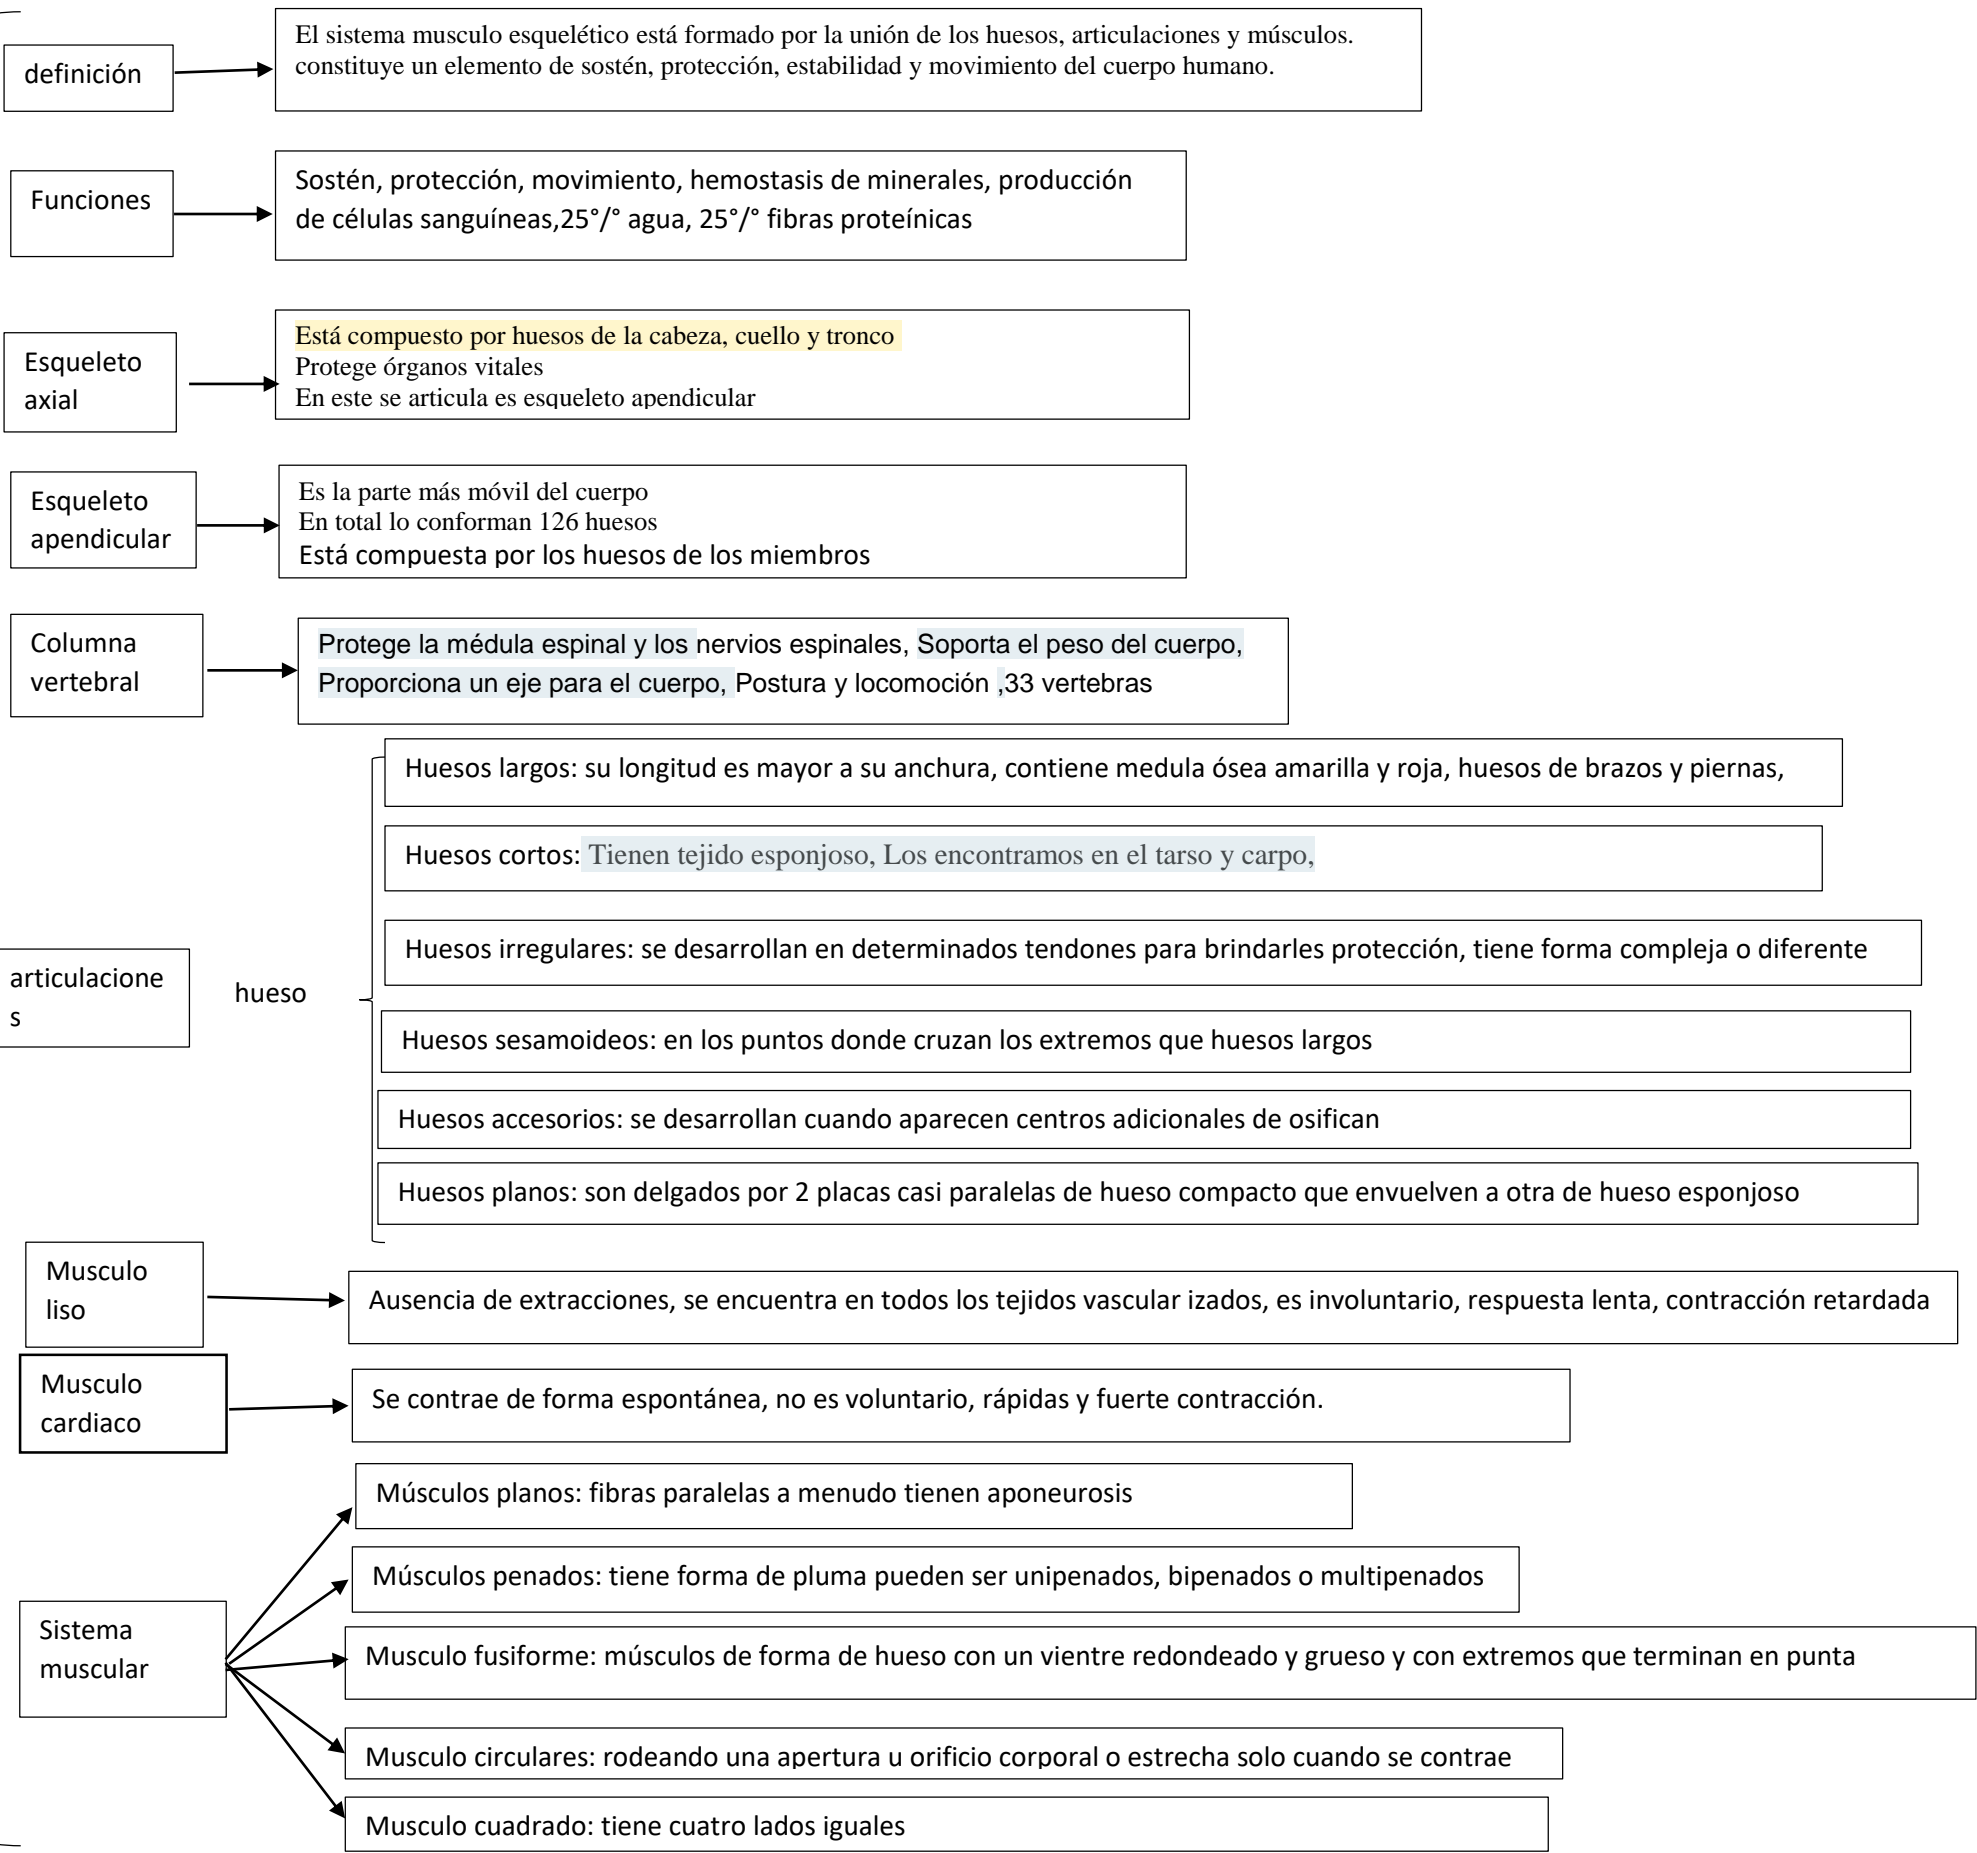 definición
El sistema musculo esquelético está formado por la unión de los huesos, articulaciones y músculos.
constituye un elemento de sostén, protección, estabilidad y movimiento del cuerpo humano.
Funciones
Sostén, protección, movimiento, hemostasis de minerales, producción
de células sanguíneas,25°/° agua, 25°/° fibras proteínicas
Esqueleto
axial
Está compuesto por huesos de la cabeza, cuello y tronco
Protege órganos vitales
En este se articula es esqueleto apendicular
Esqueleto
apendicular
Es la parte más móvil del cuerpo
En total lo conforman 126 huesos
Está compuesta por los huesos de los miembros
Columna
vertebral
Protege la médula espinal y los nervios espinales, Soporta el peso del cuerpo,
Proporciona un eje para el cuerpo, Postura y locomoción ,33 vertebras
articulacione
s
hueso
Huesos largos: su longitud es mayor a su anchura, contiene medula ósea amarilla y roja, huesos de brazos y piernas,
Huesos cortos: Tienen tejido esponjoso, Los encontramos en el tarso y carpo,
Huesos irregulares: se desarrollan en determinados tendones para brindarles protección, tiene forma compleja o diferente
Huesos sesamoideos: en los puntos donde cruzan los extremos que huesos largos
Huesos accesorios: se desarrollan cuando aparecen centros adicionales de osifican
Huesos planos: son delgados por 2 placas casi paralelas de hueso compacto que envuelven a otra de hueso esponjoso
Musculo
liso
Ausencia de extracciones, se encuentra en todos los tejidos vascular izados, es involuntario, respuesta lenta, contracción retardada
Musculo
cardiaco
Se contrae de forma espontánea, no es voluntario, rápidas y fuerte contracción.
Sistema
muscular
Músculos planos: fibras paralelas a menudo tienen aponeurosis
Músculos penados: tiene forma de pluma pueden ser unipenados, bipenados o multipenados
Musculo fusiforme: músculos de forma de hueso con un vientre redondeado y grueso y con extremos que terminan en punta
Musculo circulares: rodeando una apertura u orificio corporal o estrecha solo cuando se contrae
Musculo cuadrado: tiene cuatro lados iguales